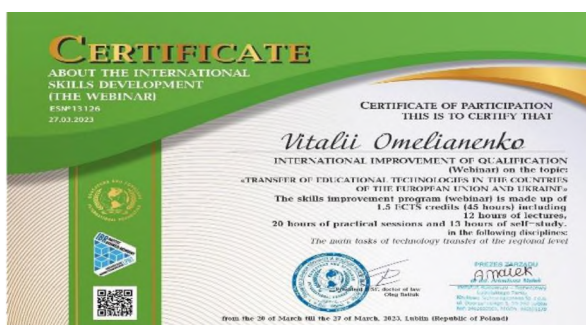 CERTIFICATE
ABOUT THE INTERNATIONAL
SKILLS DEVELOPMENT
(THE WEBINAR)
ES№13126
27.03.2023
CERTIFICATE OF PARTICIPATION
THIS IS TO CERTIFY THAT
Vitalii Omelianenko
INTERNATIONAL IMPROVEMENT OF QUALIFICATION
(Webinar) on the topic:
«TRANSFER OF EDUCATIONAL TECHNOLOGIES IN THE COUNTRIES
OF THE EUROPEAN UNION AND UKRAINE»
The skills improvement program (webinar) is made up of
1.5 ECTS credits (45 hours) including
12 hours of lectures,
20 hours of practical sessions and 13 hours of self-study.
in the following disciplines:
The main tasks of technology transfer at the regional level
PREZES ZARZĄDU
doctor of law
from the 20 of March till the 27 of March, 2023, Lublin (Republic of Poland)